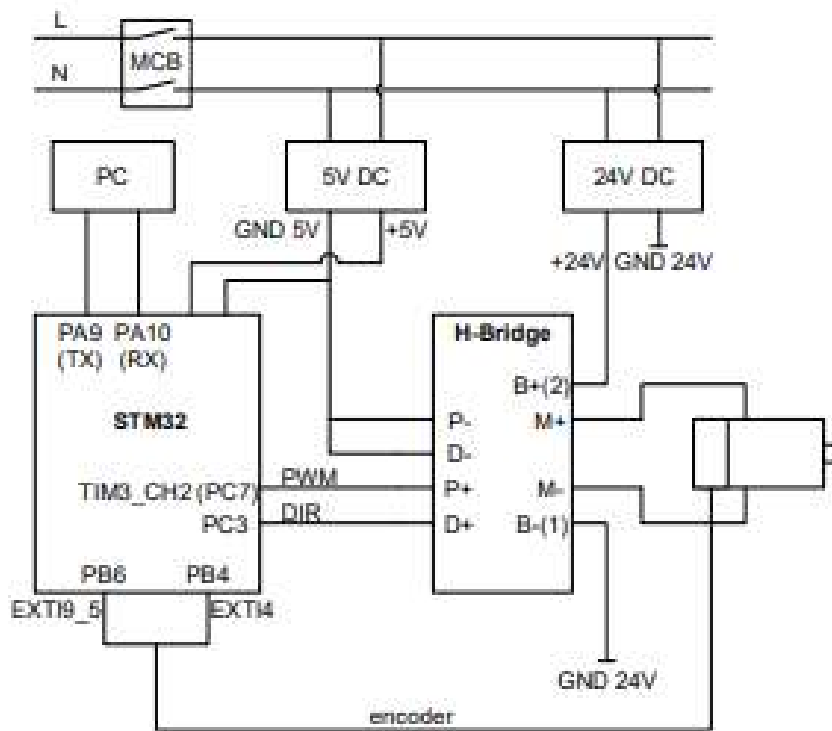 L
MCB
N
PC
5V DC
24V DC
GND 5V
+5V
+24V
GND 24V
PA9
PA10
(TX)
(RX)
H-Bridge
B+(2)
STM32
P-
M+
D-
TIM3_CH2 (PC7)
PWM
P+
M-
PC3
DIR
D+
B-(1)
PB6
PB4
EXTI9_5
EXTI4
GND 24V
encoder